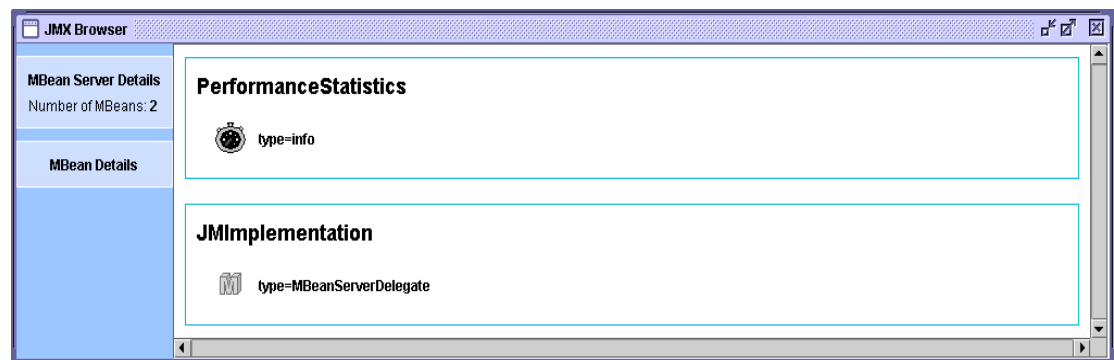 JMX Browser
MBean Server Details
Number of MBeans: 2
MBean Details
PerformanceStatistics
type=info
JMImplementation
type=MBeanServerDelegate